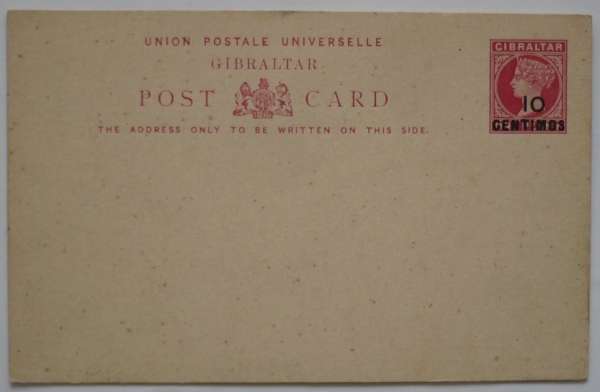 UNION POSTALE UNIVERSELLE
GIBRALTAR
POST CARD
THE ADDRESS ONLY TO BE WRITTEN ON THIS SIDE.
GIBRALTAR
10
CENTIMOS